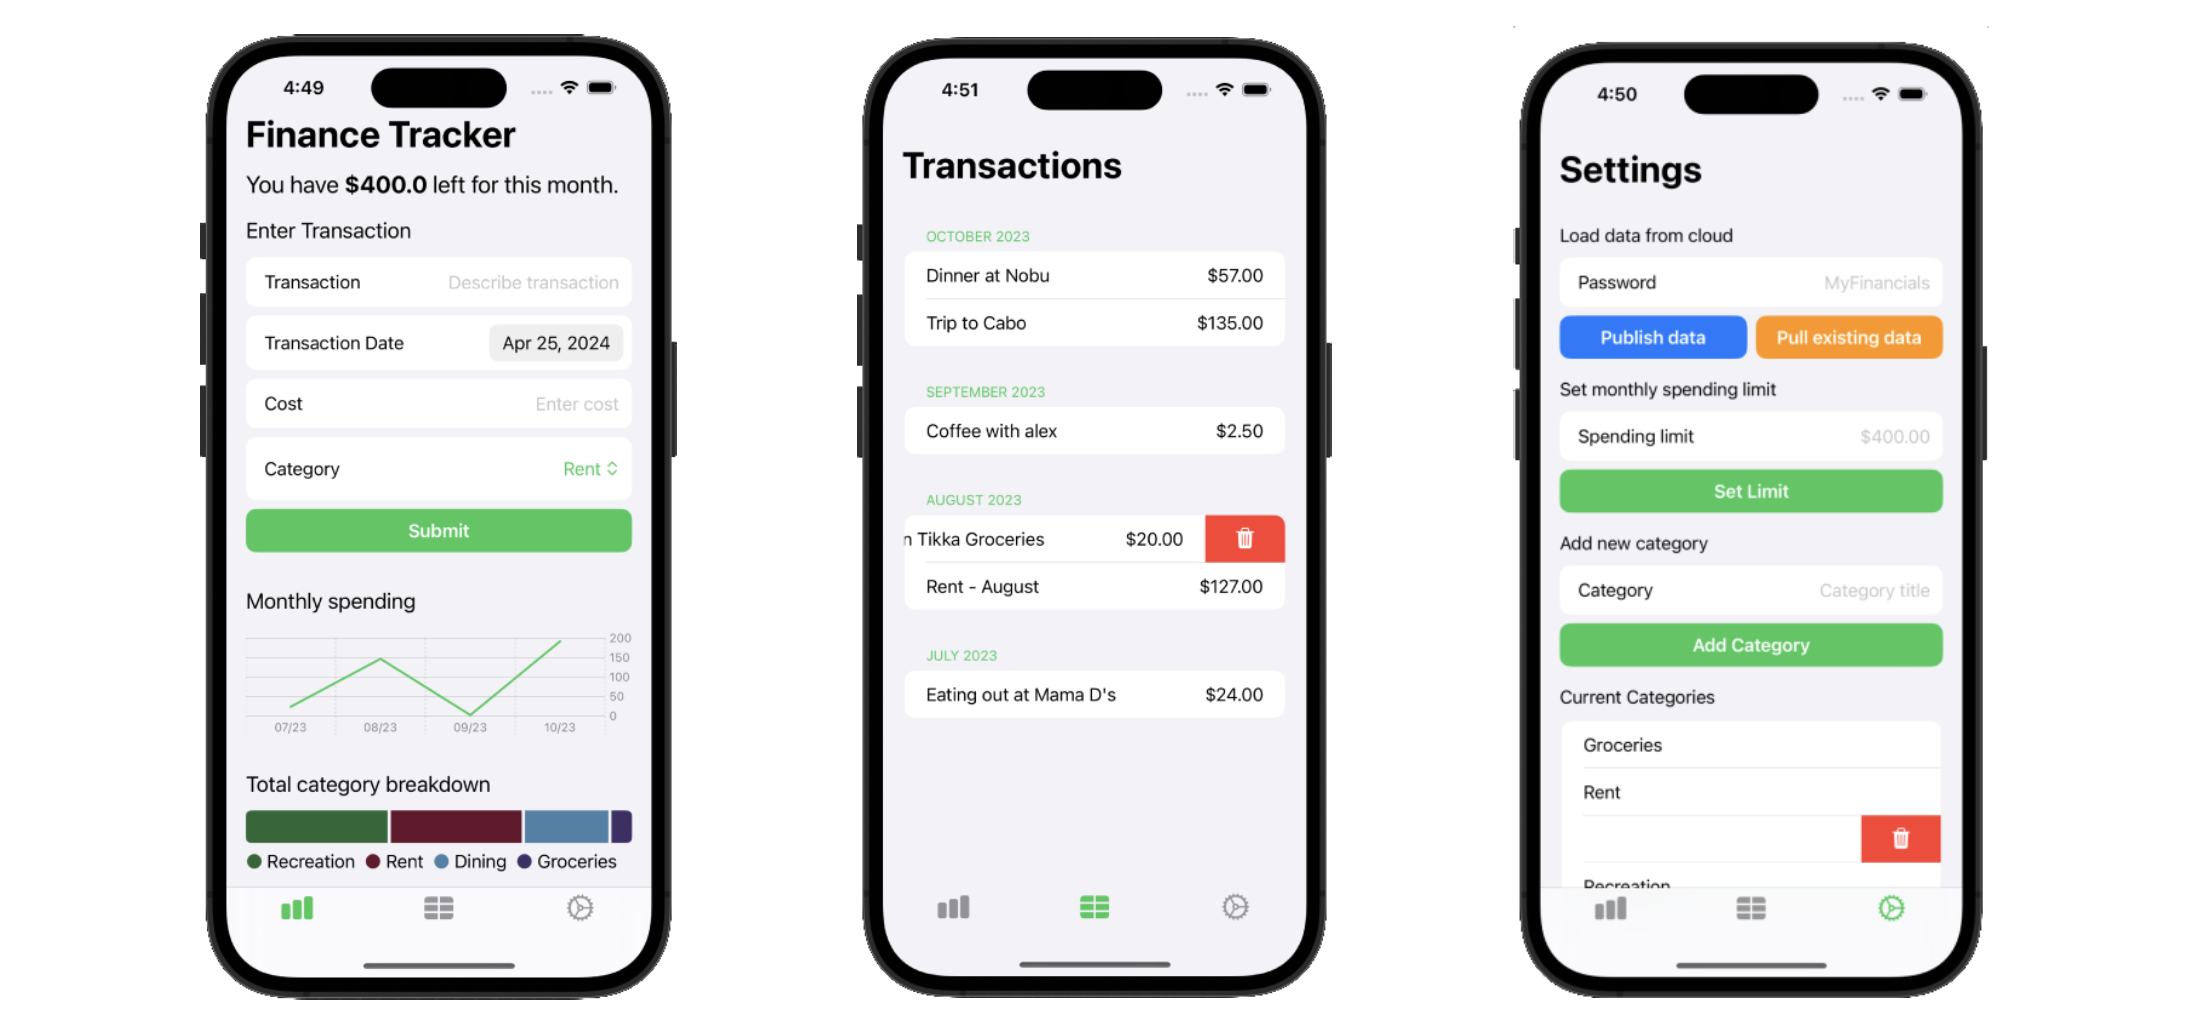 4:49
Finance Tracker
You have $400.0 left for this month.
Enter Transaction
Transaction Describe transaction
Transaction Date Apr 25, 2024
Cost Enter cost
Category Rent
Submit
Monthly spending
200
150
100
50
0
07/23 08/23 09/23 10/23
Total category breakdown
Recreation Rent Dining Groceries
4:51
Transactions
OCTOBER 2023
Dinner at Nobu $57.00
Trip to Cabo $135.00
SEPTEMBER 2023
Coffee with alex $2.50
AUGUST 2023
n Tikka Groceries $20.00
Rent - August $127.00
JULY 2023
Eating out at Mama D's $24.00
4:50
Settings
Load data from cloud
Password MyFinancials
Publish data Pull existing data
Set monthly spending limit
Spending limit $400.00
Set Limit
Add new category
Category Category title
Add Category
Current Categories
Groceries
Rent
Recreation